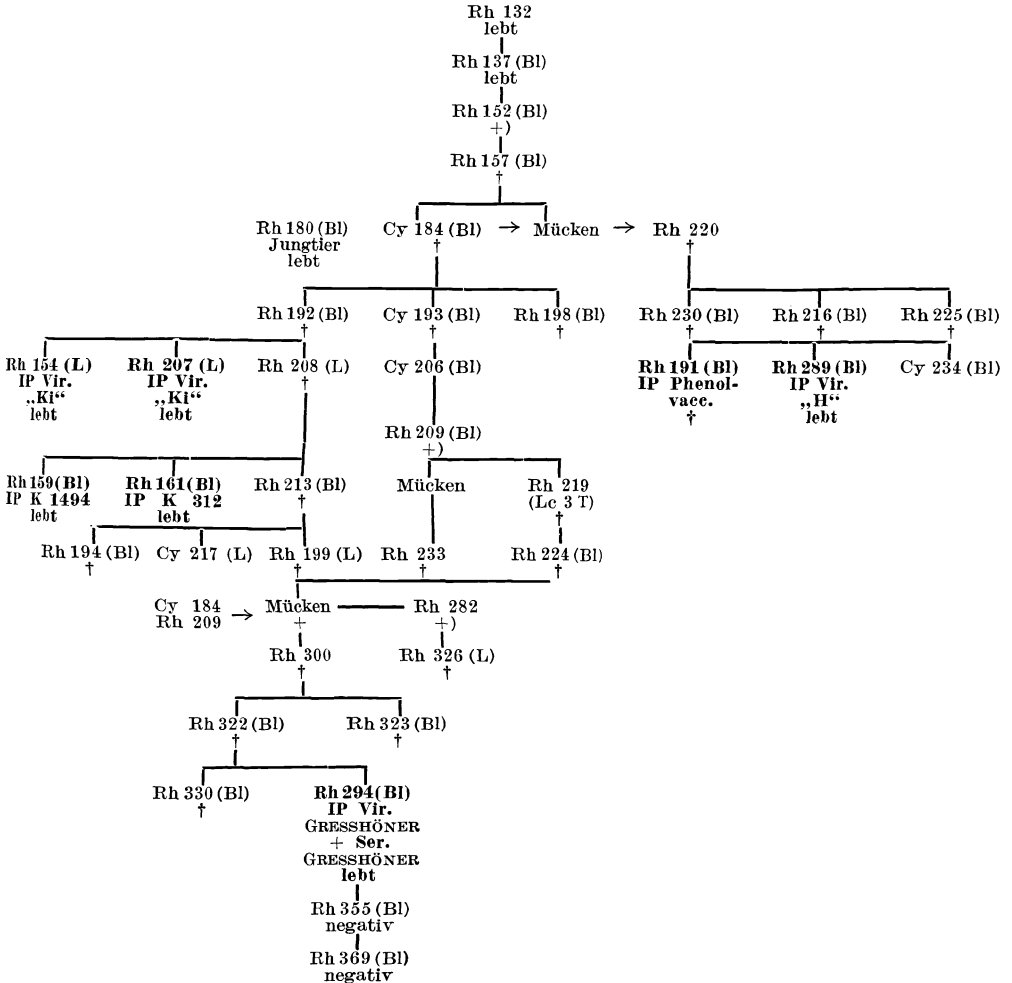 Rh 132
lebt
Rh 137 (Bl)
lebt
Rh 152 (Bl)
+)
Rh 157 (Bl)
†
Rh 180 (Bl) Cy 184 (Bl) → Mücken → Rh 220
Jungtier † †
lebt
Rh 192 (Bl) Cy 193 (Bl) Rh 198 (Bl) Rh 230 (Bl) Rh 216 (Bl) Rh 225 (Bl)
† † † † † †
Rh 154 (L) Rh 207 (L) Rh 208 (L) Cy 206 (Bl) Rh 191 (Bl) Rh 289 (Bl) Cy 234 (Bl)
IP Vir. IP Vir. † IP Phenol- IP Vir.
„Ki“ „Ki“ vacc. „H“
lebt lebt † lebt
Rh 209 (Bl)
+)
Rh 159 (Bl) Rh 161 (Bl) Rh 213 (Bl) Mücken Rh 219
IP K 1494 IP K 312 † (Lc 3 T)
lebt lebt †
Rh 194 (Bl) Cy 217 (L) Rh 199 (L) Rh 233 Rh 224 (Bl)
† † † †
Cy 184 → Mücken Rh 282
Rh 209 + +)
Rh 300 Rh 326 (L)
† †
Rh 322 (Bl) Rh 323 (Bl)
† †
Rh 330 (Bl) Rh 294 (Bl)
† IP Vir.
GRESSHÖNER
+ Ser.
GRESSHÖNER
lebt
Rh 355 (Bl)
negativ
Rh 369 (Bl)
negativ